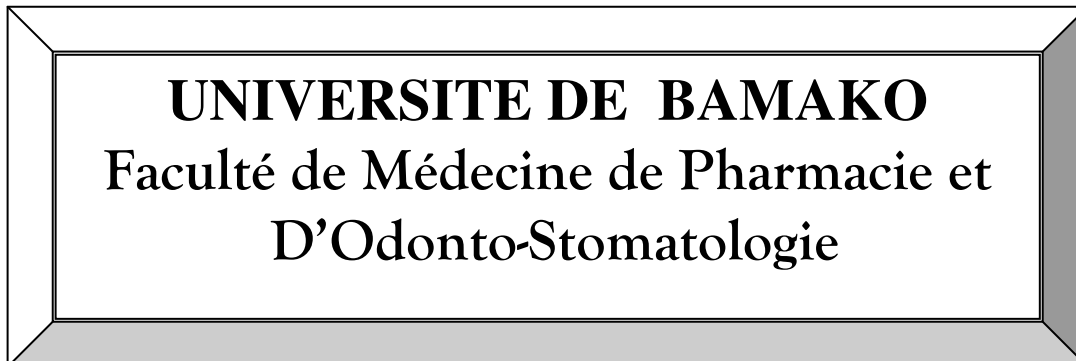 UNIVERSITE DE BAMAKO
Faculté de Médecine de Pharmacie et
D’Odonto-Stomatologie